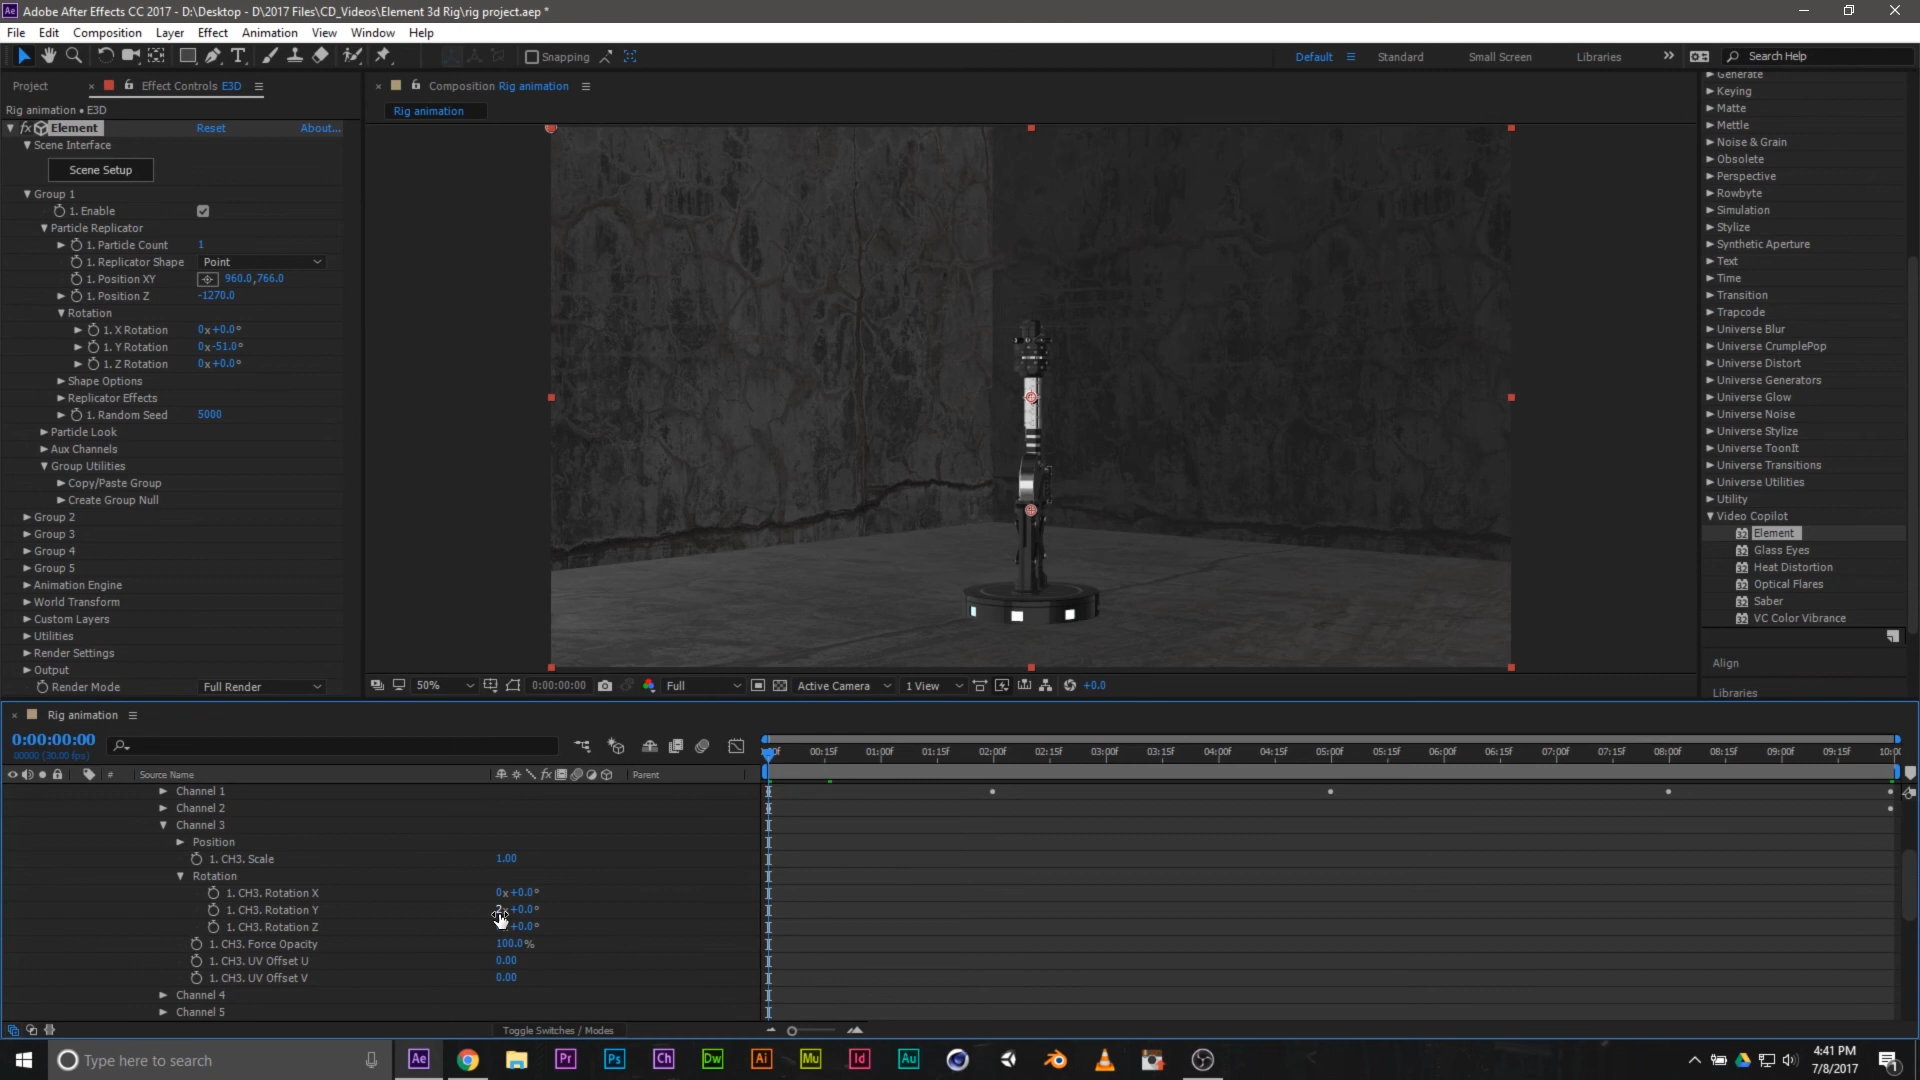 Ae Adobe After Effects CC 2017 - D:\Desktop - D\2017 Files\CD_Videos\Element 3d Rig\rig project.aep *
File Edit Composition Layer Effect Animation View Window Help
Snapping Default Standard Small Screen Libraries Search Help
Project Effect Controls E3D
Rig animation • E3D
fx Element Reset About...
Scene Interface
Scene Setup
Group 1
1. Enable
Particle Replicator
1. Particle Count 1
1. Replicator Shape Point
1. Position XY 960.0,766.0
1. Position Z -1270.0
Rotation
1. X Rotation 0x+0.0°
1. Y Rotation 0x-51.0°
1. Z Rotation 0x+0.0°
Shape Options
Replicator Effects
1. Random Seed 5000
Particle Look
Aux Channels
Group Utilities
Copy/Paste Group
Create Group Null
Group 2
Group 3
Group 4
Group 5
Animation Engine
World Transform
Custom Layers
Utilities
Render Settings
Output
Render Mode Full Render
Composition Rig animation
Rig animation
50% 0:00:00:00 Full Active Camera 1 View +0.0
Generate
Keying
Matte
Mettle
Noise & Grain
Obsolete
Perspective
Rowbyte
Simulation
Stylize
Synthetic Aperture
Text
Time
Transition
Trapcode
Universe Blur
Universe CrumplePop
Universe Distort
Universe Generators
Universe Glow
Universe Noise
Universe Stylize
Universe ToonIt
Universe Transitions
Universe Utilities
Utility
Video Copilot
Element
Glass Eyes
Heat Distortion
Optical Flares
Saber
VC Color Vibrance
Align
Libraries
Rig animation
0:00:00:00
00000 (30.00 fps)
00:15f 01:00f 01:15f 02:00f 02:15f 03:00f 03:15f 04:00f 04:15f 05:00f 05:15f 06:00f 06:15f 07:00f 07:15f 08:00f 08:15f 09:00f 09:15f
# Source Name Parent
Channel 1
Channel 2
Channel 3
Position
1. CH3. Scale 1.00
Rotation
1. CH3. Rotation X 0x+0.0°
1. CH3. Rotation Y 2x+0.0°
1. CH3. Rotation Z +0.0°
1. CH3. Force Opacity 100.0%
1. CH3. UV Offset U 0.00
1. CH3. UV Offset V 0.00
Channel 4
Channel 5
Toggle Switches / Modes
Type here to search Ae Pr Ps Ch Dw Ai Mu Id Au
4:41 PM
7/8/2017
1